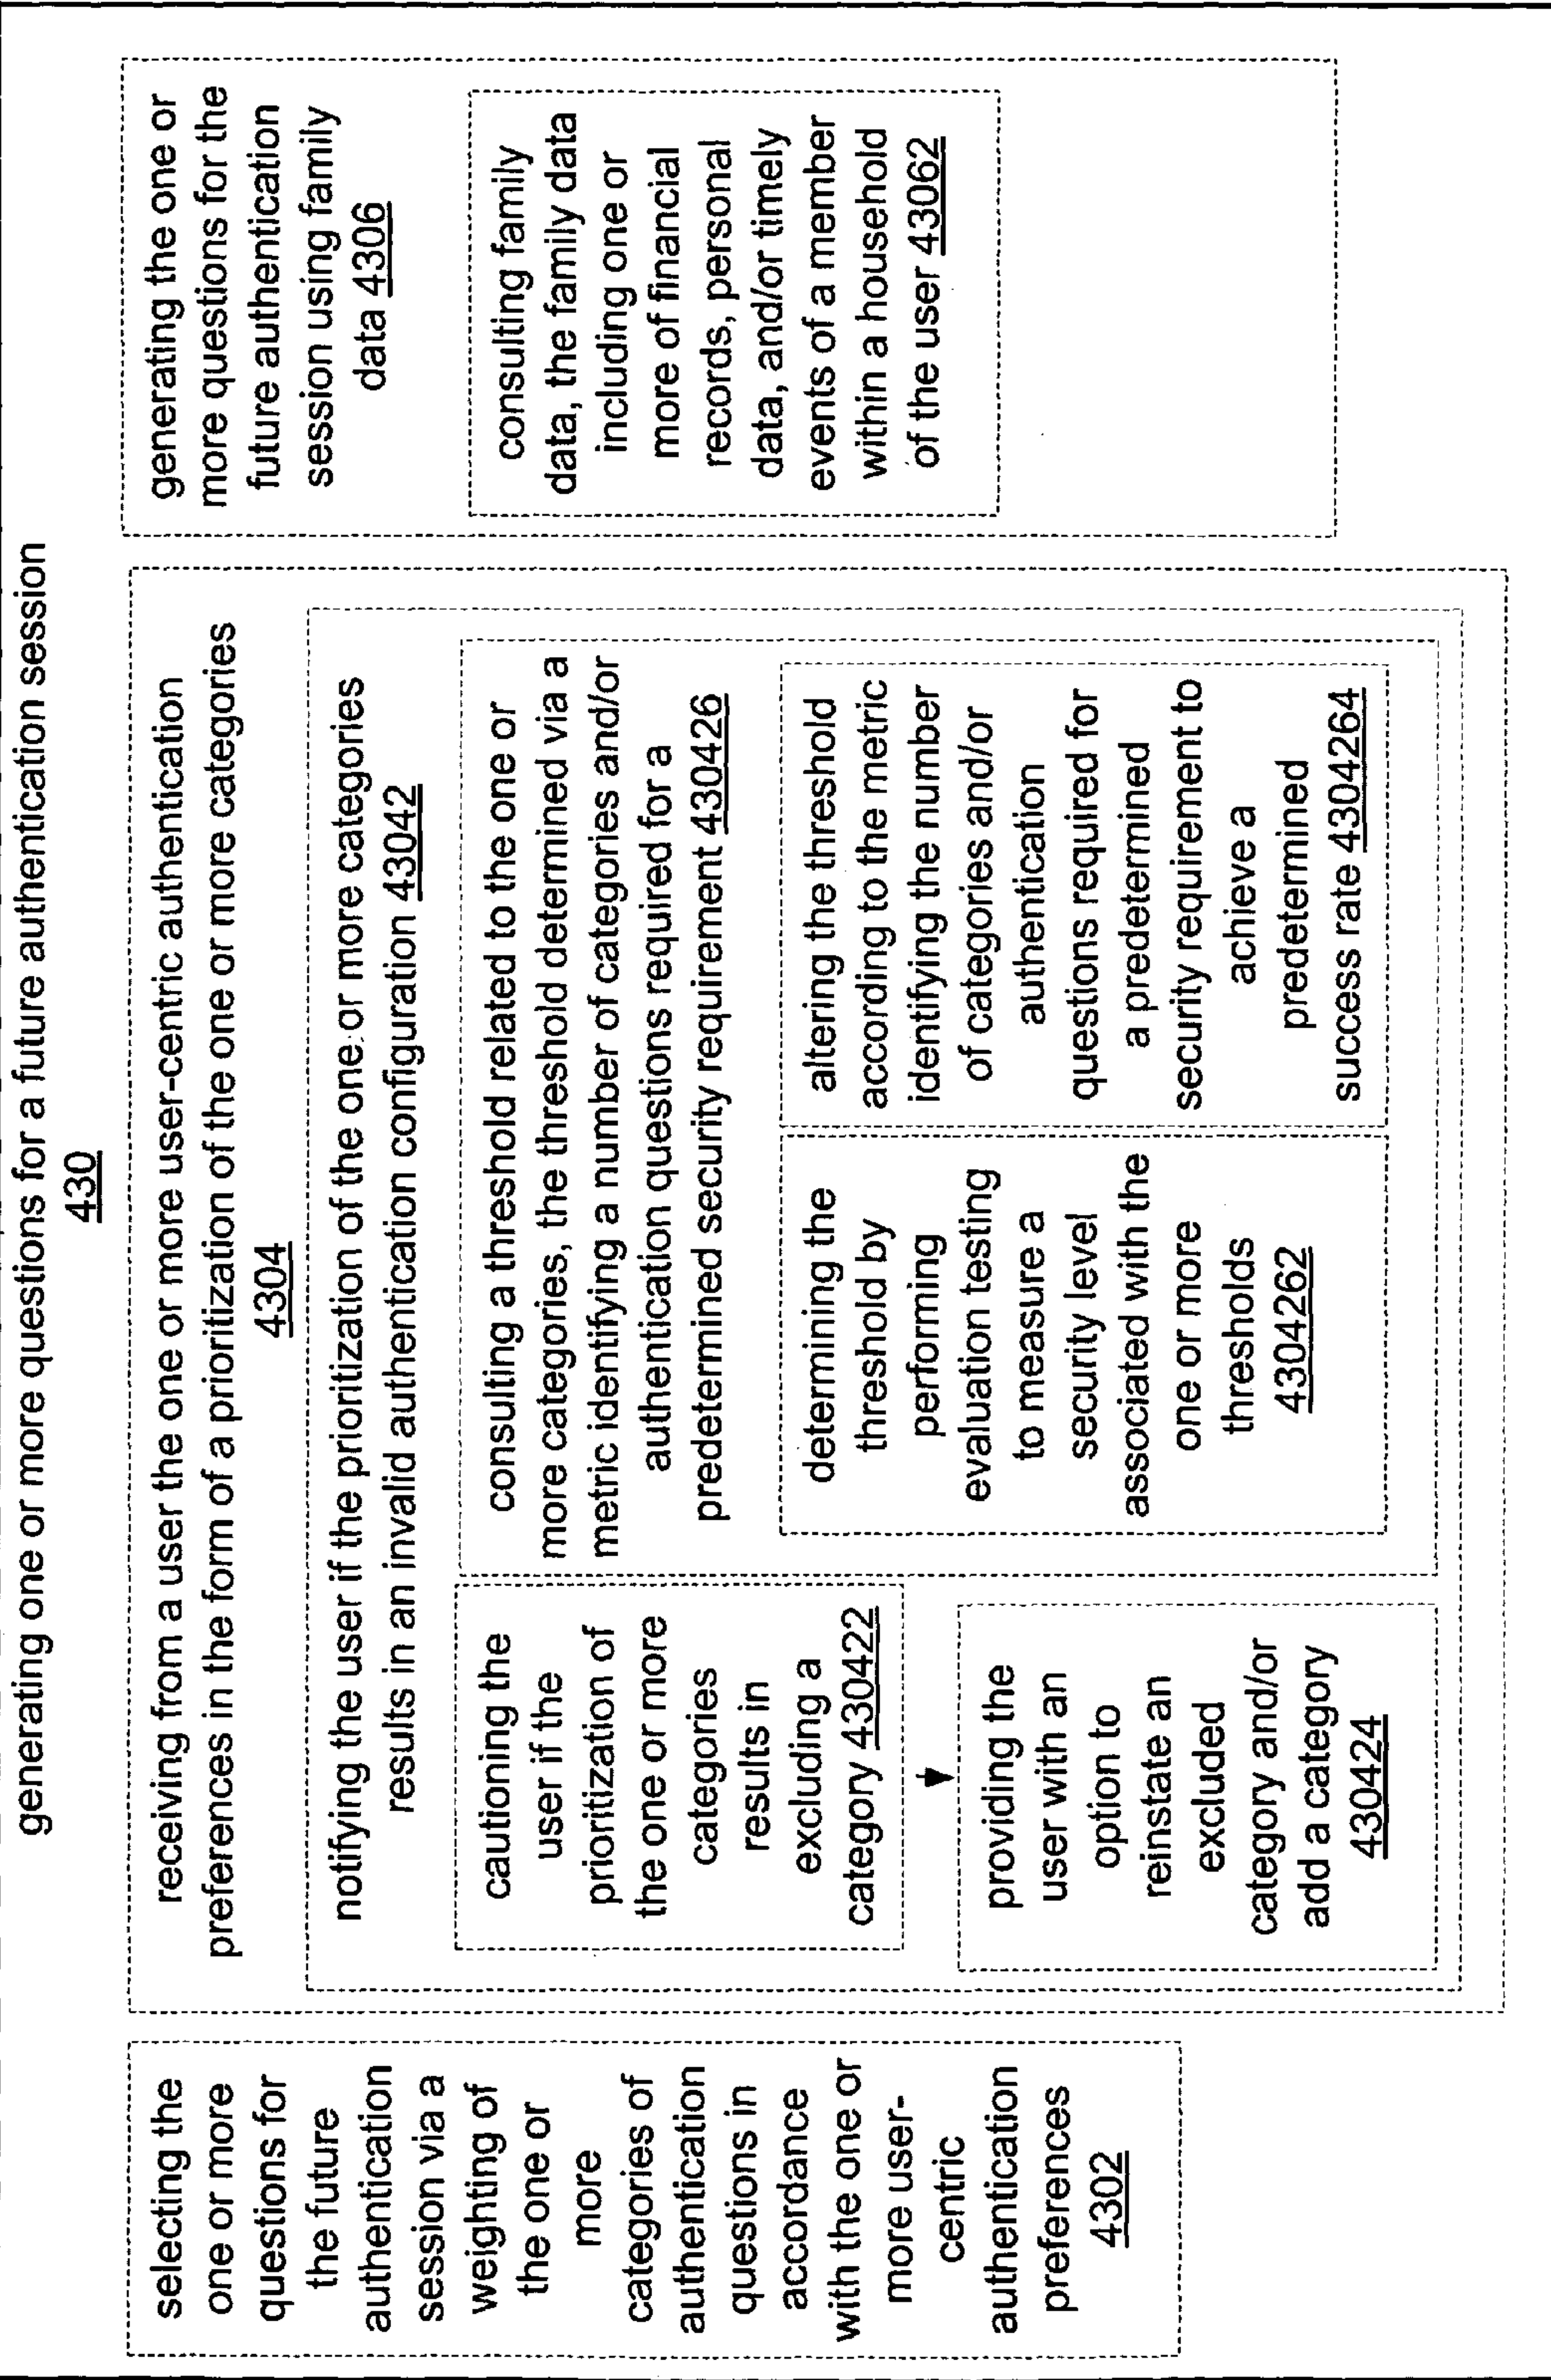 generating one or more questions for a future authentication session
430
selecting the
one or more
questions for
the future
authentication
session via a
weighting of
the one or
more
categories of
authentication
questions in
accordance
with the one or
more user-
centric
authentication
preferences
4302
receiving from a user the one or more user-centric authentication
preferences in the form of a prioritization of the one or more categories
4304
notifying the user if the prioritization of the one or more categories
results in an invalid authentication configuration 43042
cautioning the
user if the
prioritization of
the one or more
categories
results in
excluding a
category 430422
providing the
user with an
option to
reinstate an
excluded
category and/or
add a category
430424
consulting a threshold related to the one or
more categories, the threshold determined via a
metric identifying a number of categories and/or
authentication questions required for a
predetermined security requirement 430426
determining the
threshold by
performing
evaluation testing
to measure a
security level
associated with the
one or more
thresholds
4304262
altering the threshold
according to the metric
identifying the number
of categories and/or
authentication
questions required for
a predetermined
security requirement to
achieve a
predetermined
success rate 4304264
generating the one or
more questions for the
future authentication
session using family
data 4306
consulting family
data, the family data
including one or
more of financial
records, personal
data, and/or timely
events of a member
within a household
of the user 43062